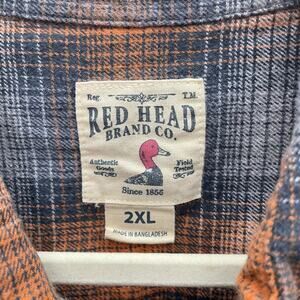 Reg. T.M.
RED HEAD
BRAND CO.
Authentic Goods Field Tested
Since 1856
2XL
MADE IN BANGLADESH